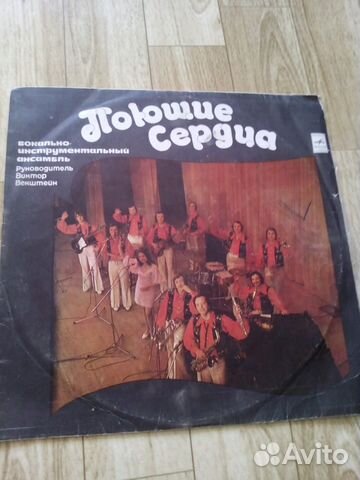 Поющие
Сердца
вокально-
инструментальный
ансамбль
Руководитель
Виктор
Векштейн
Avito